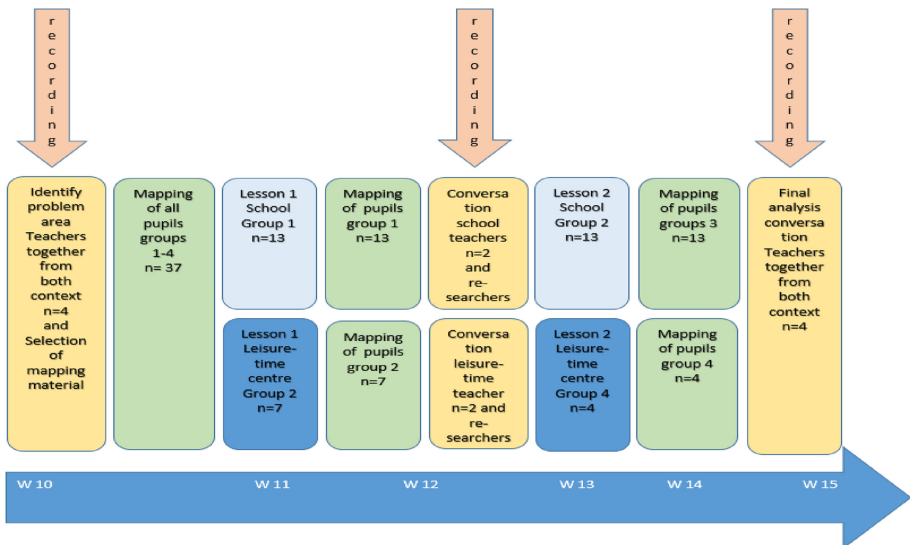 recording
recording
recording
Identify
problem
area
Teachers
together
from
both
context
n=4
and
Selection
of
mapping
material
Mapping
of all
pupils
groups
1-4
n= 37
Lesson 1
School
Group 1
n=13
Mapping
of pupils
group 1
n=13
Conversa
tion
school
teachers
n=2
and
re-
searchers
Lesson 2
School
Group 2
n=13
Mapping
of pupils
groups 3
n=13
Final
analysis
conversa
tion
Teachers
together
from
both
context
n=4
Lesson 1
Leisure-
time
centre
Group 2
n=7
Mapping
of pupils
group 2
n=7
Conversa
tion
leisure-
time
teacher
n=2 and
re-
searchers
Lesson 2
Leisure-
time
centre
Group 4
n=4
Mapping
of pupils
group 4
n=4
W 10 W 11 W 12 W 13 W 14 W 15